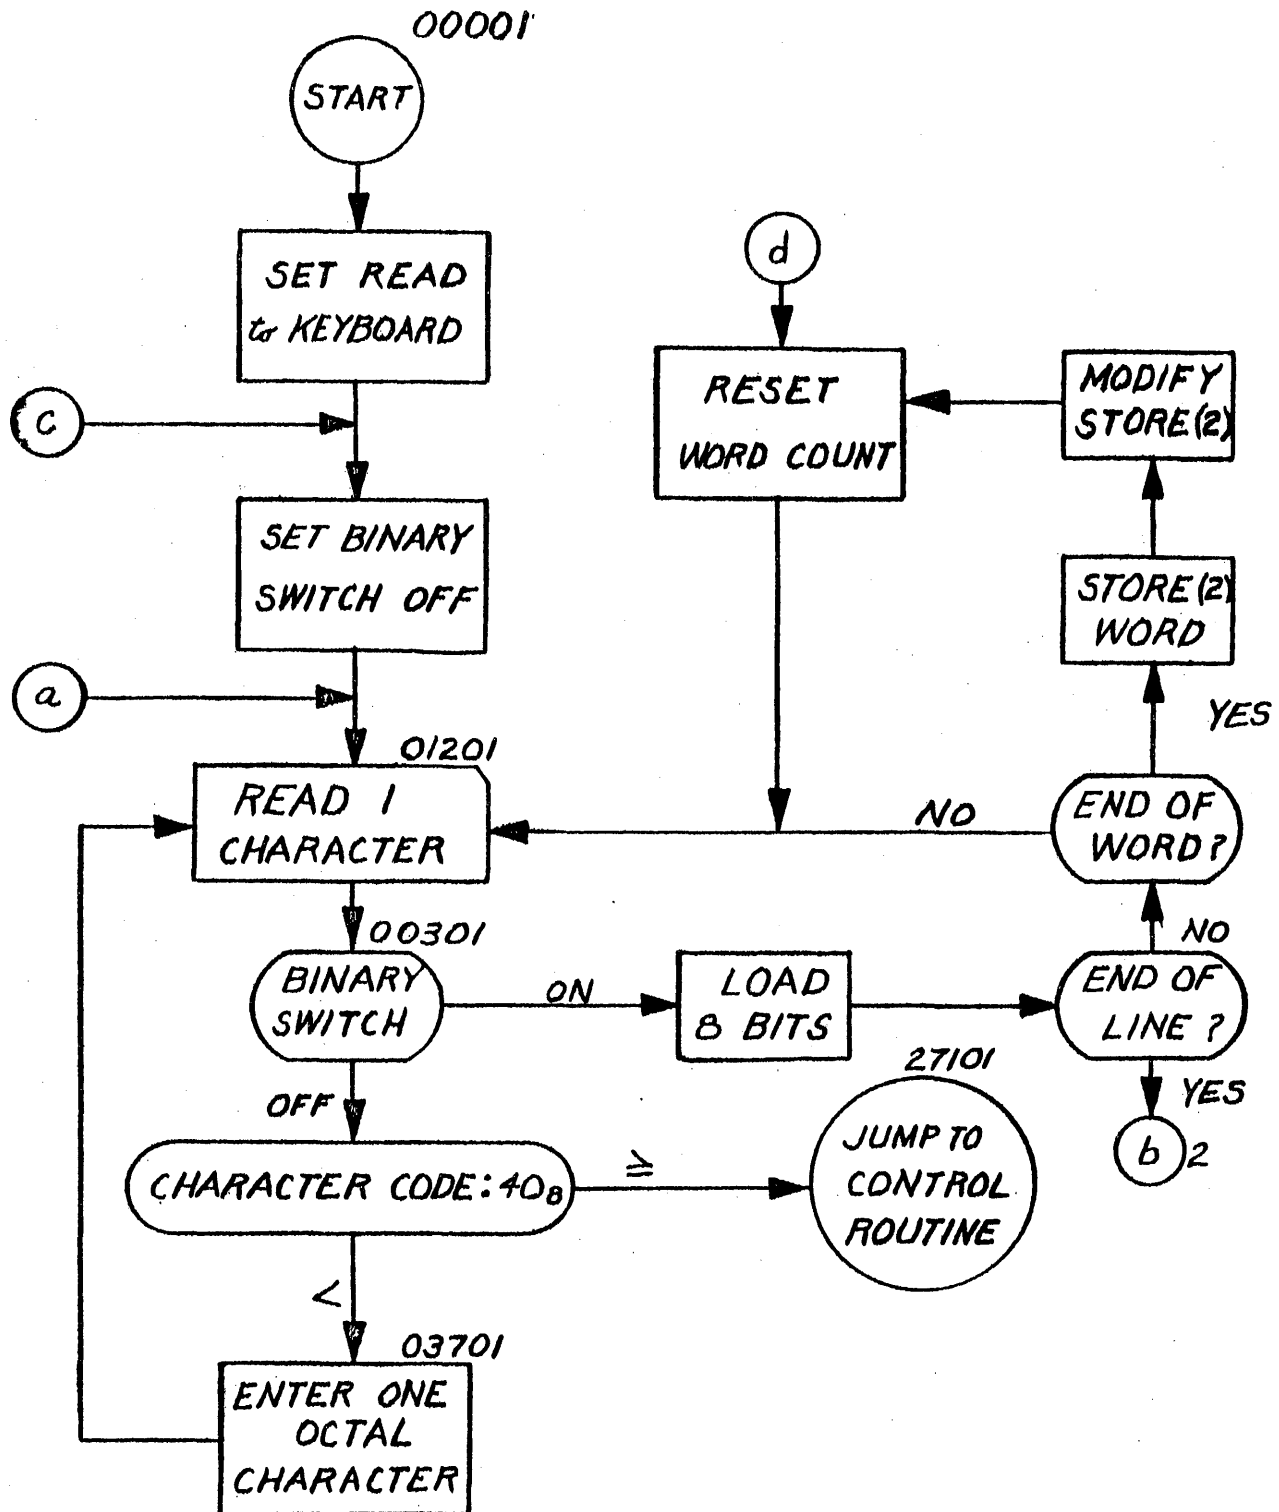 00001
START
SET READ
to KEYBOARD
C
SET BINARY
SWITCH OFF
a
01201
READ 1
CHARACTER
00301
BINARY
SWITCH
ON
OFF
CHARACTER CODE: 40₈
≧
<
03701
ENTER ONE
OCTAL
CHARACTER
d
RESET
WORD COUNT
MODIFY
STORE(2)
STORE(2)
WORD
YES
END OF
WORD?
NO
NO
LOAD
8 BITS
END OF
LINE?
YES
b 2
27101
JUMP TO
CONTROL
ROUTINE